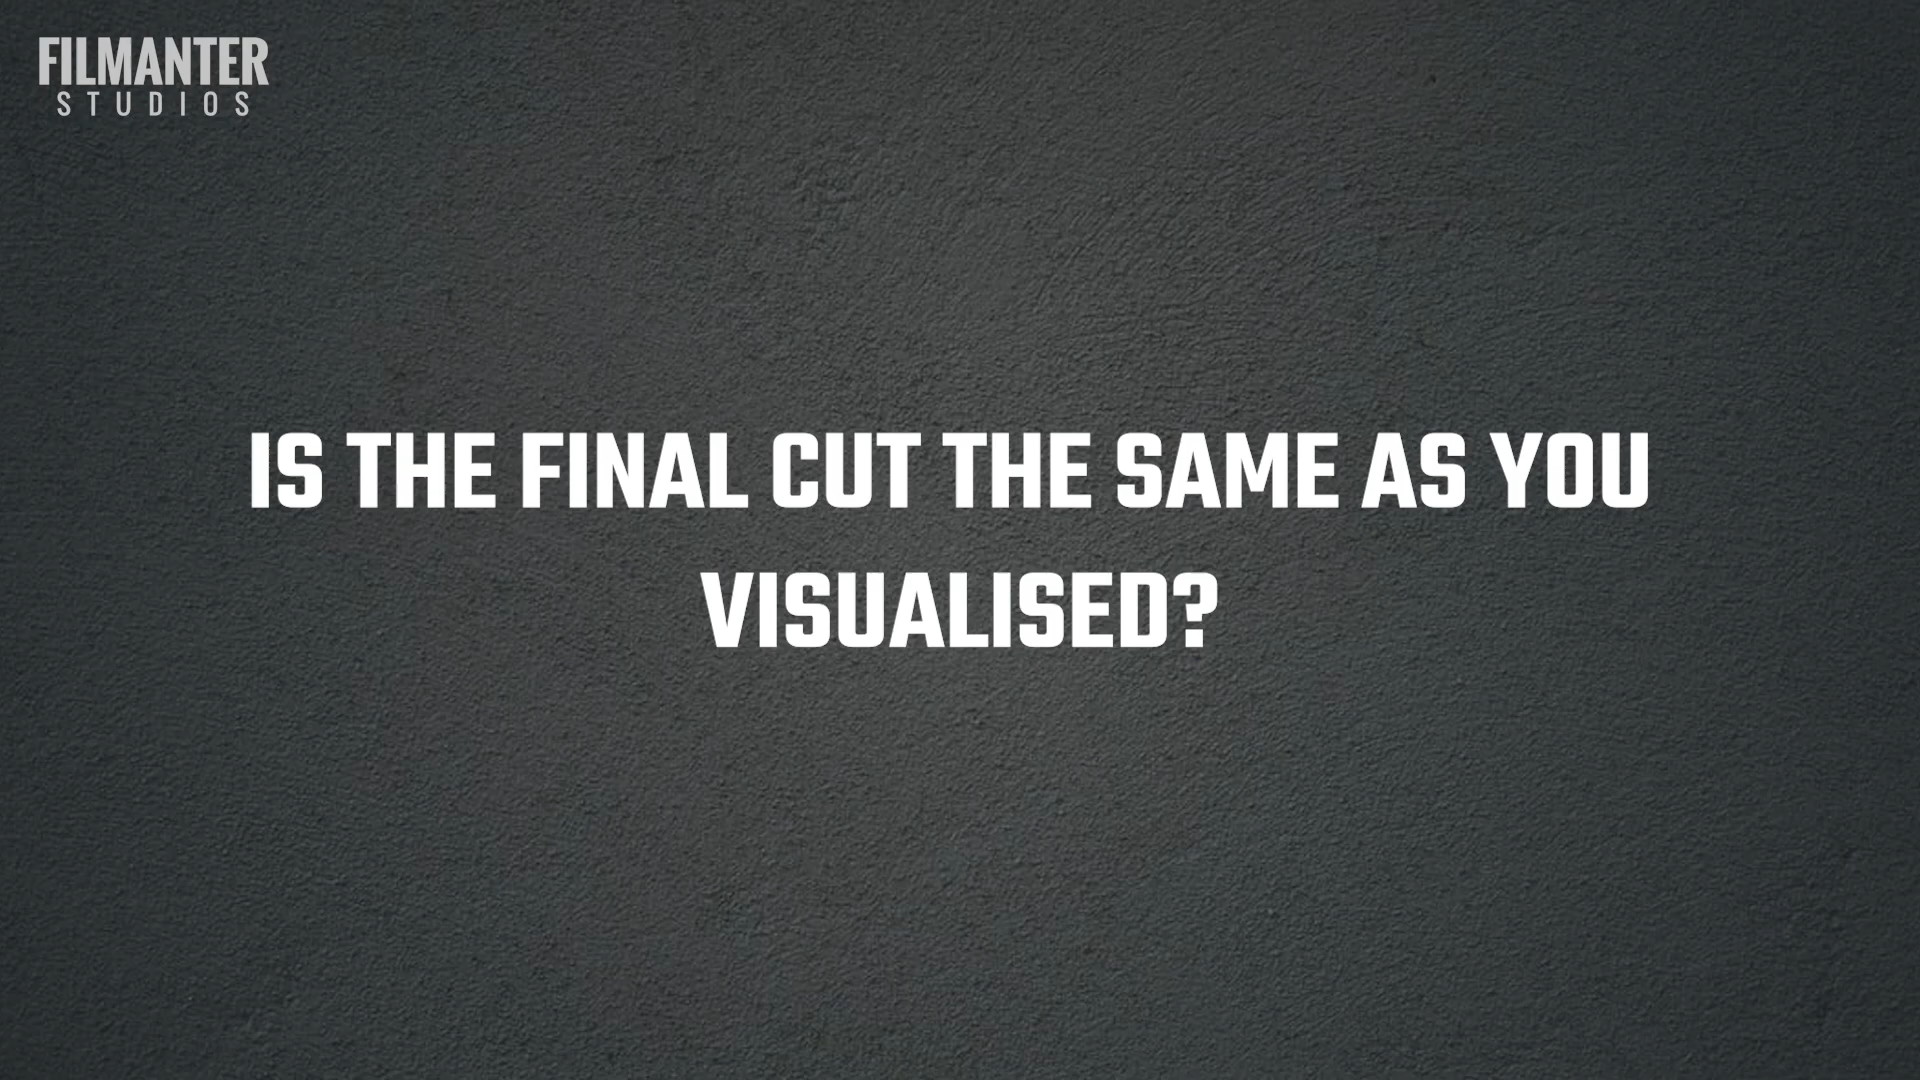 FILMANTER
STUDIOS
IS THE FINAL CUT THE SAME AS YOU
VISUALISED?